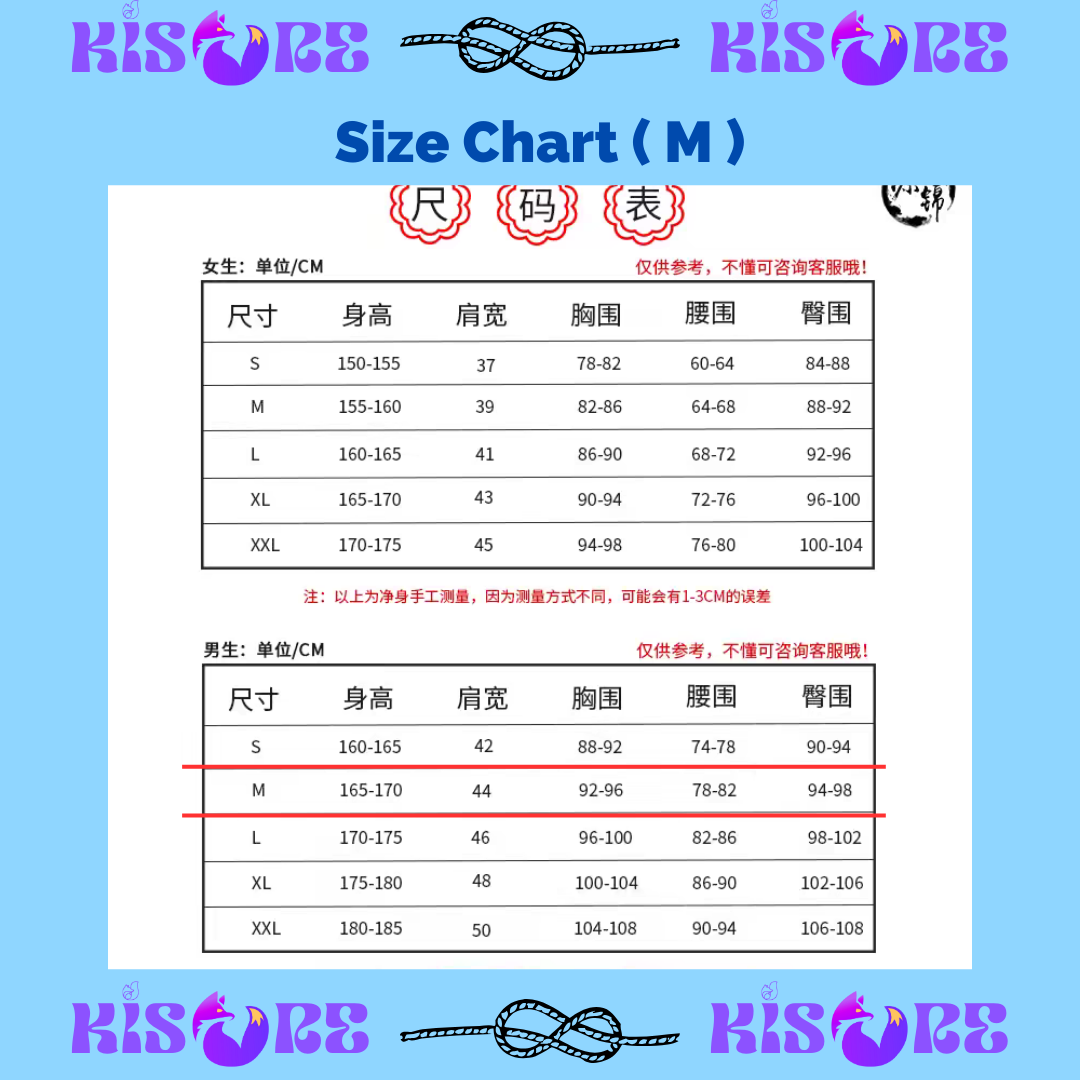 KISURE KISURE
Size Chart ( M )
尺 码 表
女生：单位/CM 仅供参考，不懂可咨询客服哦！
尺寸 身高 肩宽 胸围 腰围 臀围
S 150-155 37 78-82 60-64 84-88
M 155-160 39 82-86 64-68 88-92
L 160-165 41 86-90 68-72 92-96
XL 165-170 43 90-94 72-76 96-100
XXL 170-175 45 94-98 76-80 100-104
注：以上为净身手工测量，因为测量方式不同，可能会有1-3CM的误差
男生：单位/CM 仅供参考，不懂可咨询客服哦！
尺寸 身高 肩宽 胸围 腰围 臀围
S 160-165 42 88-92 74-78 90-94
M 165-170 44 92-96 78-82 94-98
L 170-175 46 96-100 82-86 98-102
XL 175-180 48 100-104 86-90 102-106
XXL 180-185 50 104-108 90-94 106-108
KISURE KISURE